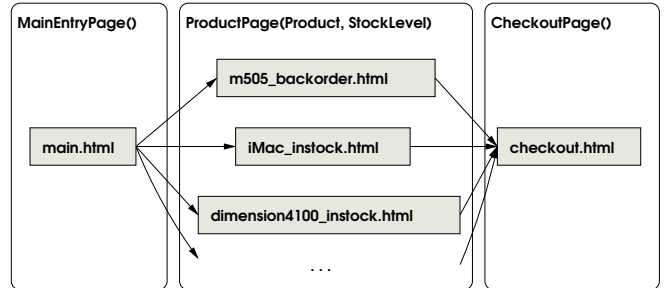 MainEntryPage()
ProductPage(Product, StockLevel)
CheckoutPage()
m505_backorder.html
main.html
iMac_instock.html
checkout.html
dimension4100_instock.html
. . .